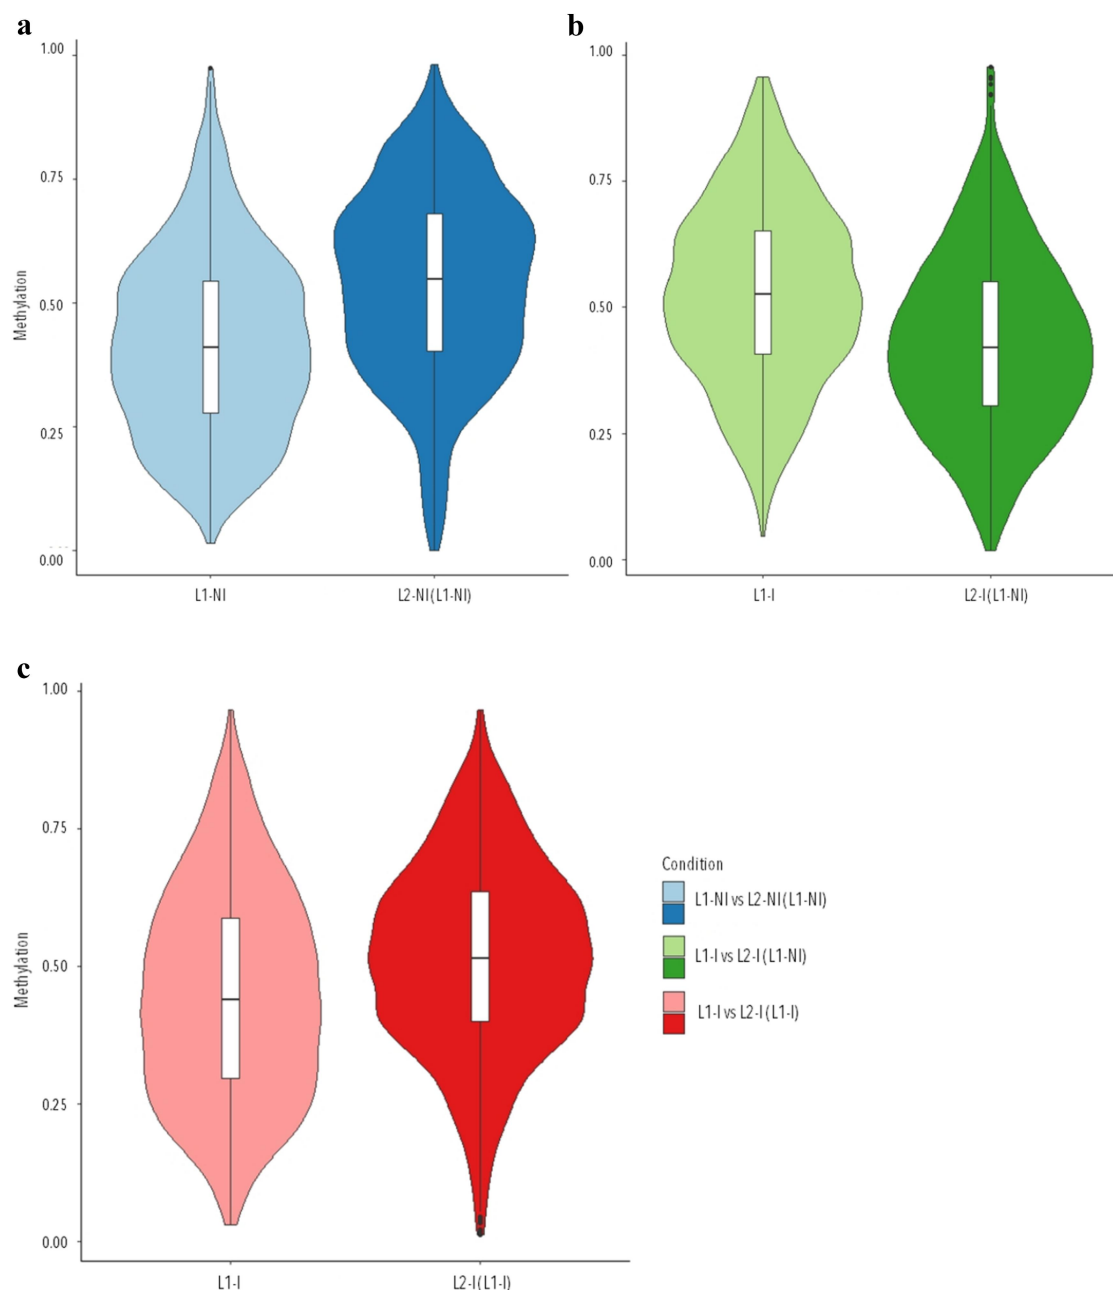 a
1.00
0.75
0.50
0.25
0.00
Methylation
L1-NI
L2-NI(L1-NI)
b
1.00
0.75
0.50
0.25
0.00
L1-I
L2-I(L1-NI)
c
1.00
0.75
0.50
0.25
0.00
Methylation
L1-I
L2-I(L1-I)
Condition
L1-NI vs L2-NI(L1-NI)
L1-I vs L2-I(L1-NI)
L1-I vs L2-I(L1-I)